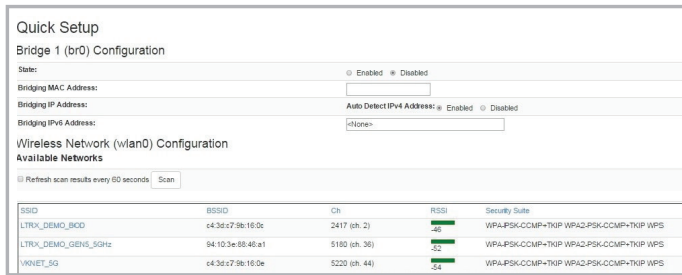 Quick Setup
Bridge 1 (br0) Configuration
State: Enabled Disabled
Bridging MAC Address:
Bridging IP Address: Auto Detect IPv4 Address: Enabled Disabled
Bridging IPv6 Address: <None>
Wireless Network (wlan0) Configuration
Available Networks
Refresh scan results every 60 seconds Scan
SSID BSSID Ch RSSI Security Suite
LTRX_DEMO_BOD c4:3d:c7:9b:16:0c 2417 (ch. 2) -46 WPA-PSK-CCMP+TKIP WPA2-PSK-CCMP+TKIP WPS
LTRX_DEMO_GEN5_5GHz 94:10:3e:88:46:a1 5180 (ch. 36) -52 WPA-PSK-CCMP+TKIP WPA2-PSK-CCMP+TKIP WPS
VKNET_5G c4:3d:c7:9b:16:0e 5220 (ch. 44) -54 WPA-PSK-CCMP+TKIP WPA2-PSK-CCMP+TKIP WPS